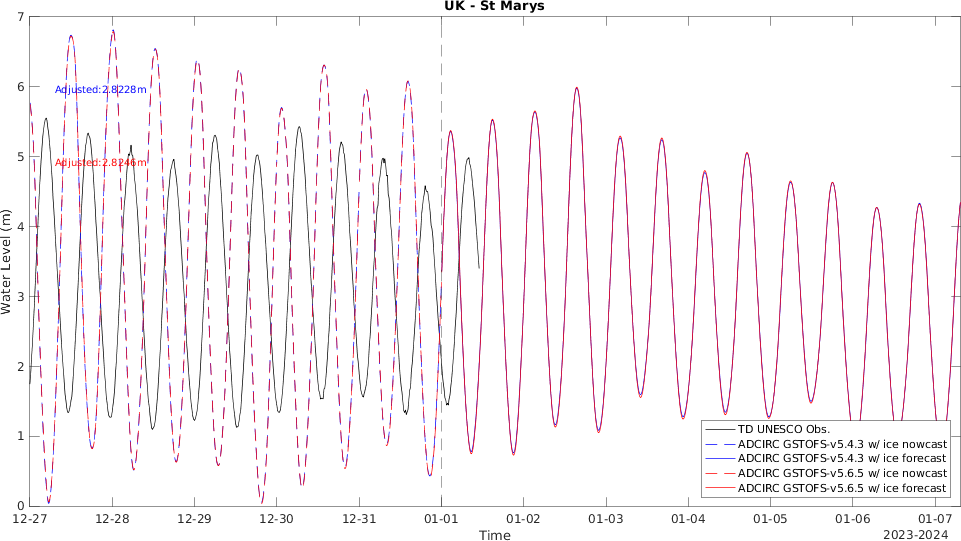 UK - St Marys
7
6
5
4
3
2
1
0
Water Level (m)
Adjusted:2.8228m
Adjusted:2.8246m
TD UNESCO Obs.
ADCIRC GSTOFS-v5.4.3 w/ ice nowcast
ADCIRC GSTOFS-v5.4.3 w/ ice forecast
ADCIRC GSTOFS-v5.6.5 w/ ice nowcast
ADCIRC GSTOFS-v5.6.5 w/ ice forecast
12-27 12-28 12-29 12-30 12-31 01-01 01-02 01-03 01-04 01-05 01-06 01-07
Time
2023-2024